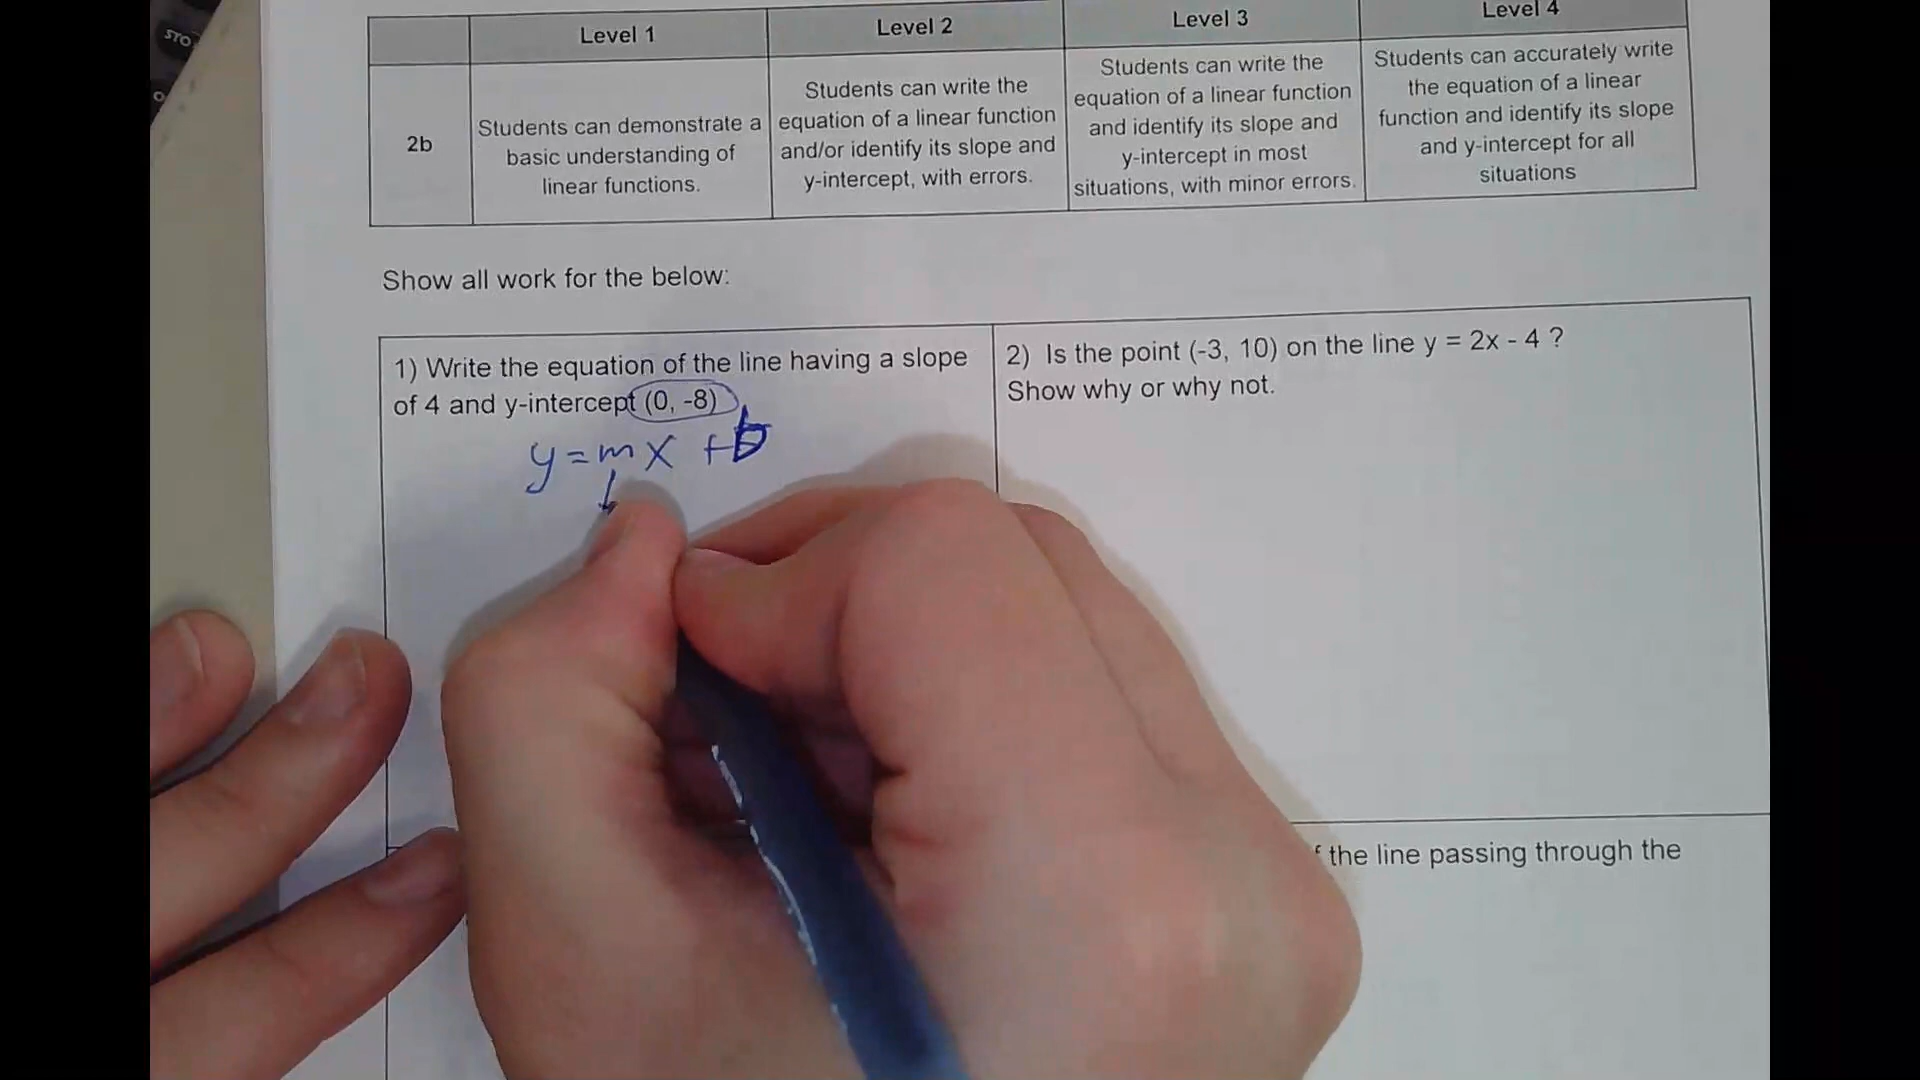 STO
Level 1
Level 2
Level 3
Level 4
2b
Students can demonstrate a
basic understanding of
linear functions.
Students can write the
equation of a linear function
and/or identify its slope and
y-intercept, with errors.
Students can write the
equation of a linear function
and identify its slope and
y-intercept in most
situations, with minor errors.
Students can accurately write
the equation of a linear
function and identify its slope
and y-intercept for all
situations
Show all work for the below:
1) Write the equation of the line having a slope
of 4 and y-intercept (0, -8)
y = mx + b
2) Is the point (-3, 10) on the line y = 2x - 4 ?
Show why or why not.
the line passing through the